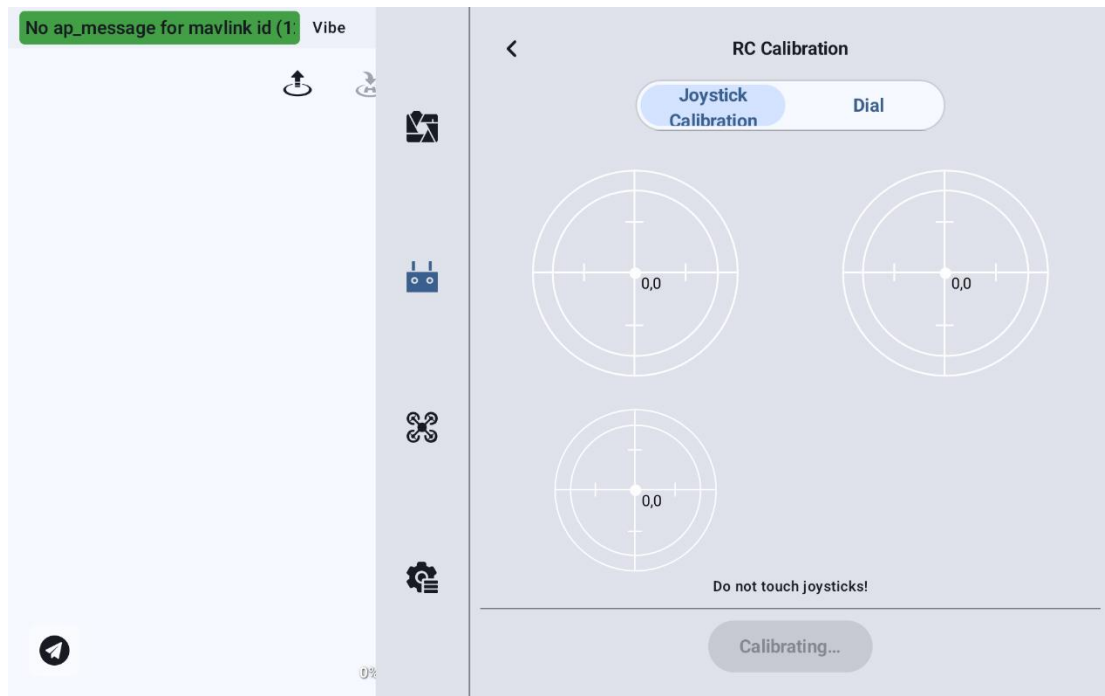 No ap_message for mavlink id (1
Vibe
RC Calibration
Joystick
Calibration
Dial
0,0
0,0
0,0
Do not touch joysticks!
0%
Calibrating...